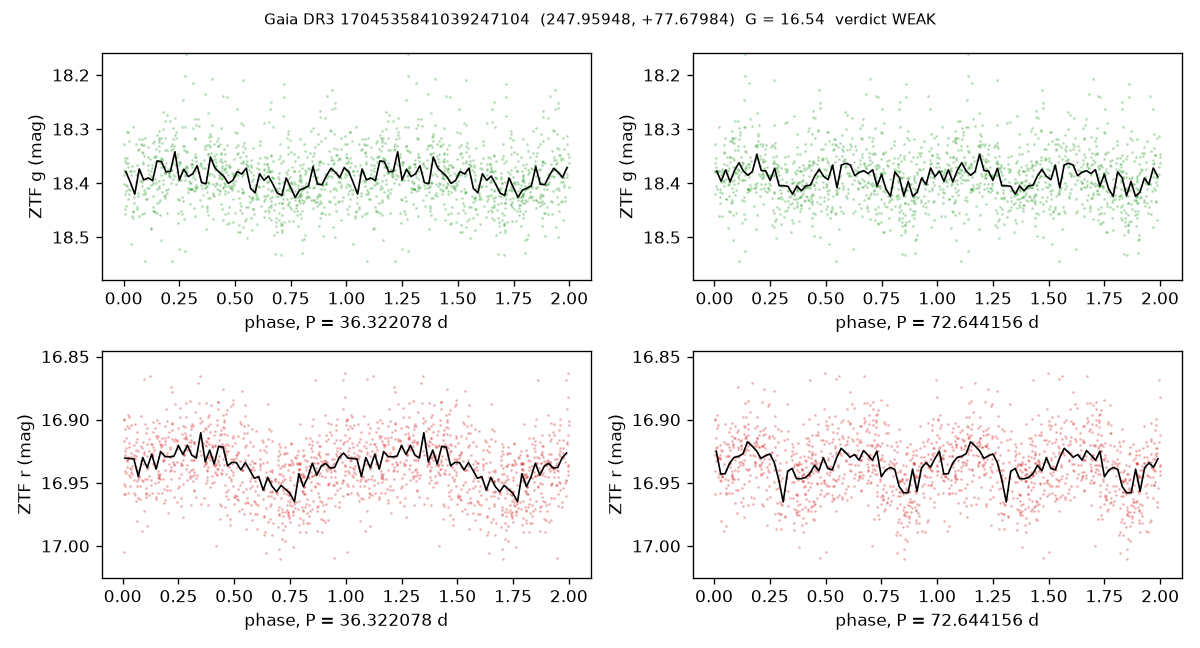 Gaia DR3 1704535841039247104 (247.95948, +77.67984) G = 16.54 verdict WEAK
ZTF g (mag)
18.2
18.3
18.4
18.5
0.00 0.25 0.50 0.75 1.00 1.25 1.50 1.75 2.00
phase, P = 36.322078 d
ZTF g (mag)
18.2
18.3
18.4
18.5
0.00 0.25 0.50 0.75 1.00 1.25 1.50 1.75 2.00
phase, P = 72.644156 d
ZTF r (mag)
16.85
16.90
16.95
17.00
0.00 0.25 0.50 0.75 1.00 1.25 1.50 1.75 2.00
phase, P = 36.322078 d
ZTF r (mag)
16.85
16.90
16.95
17.00
0.00 0.25 0.50 0.75 1.00 1.25 1.50 1.75 2.00
phase, P = 72.644156 d